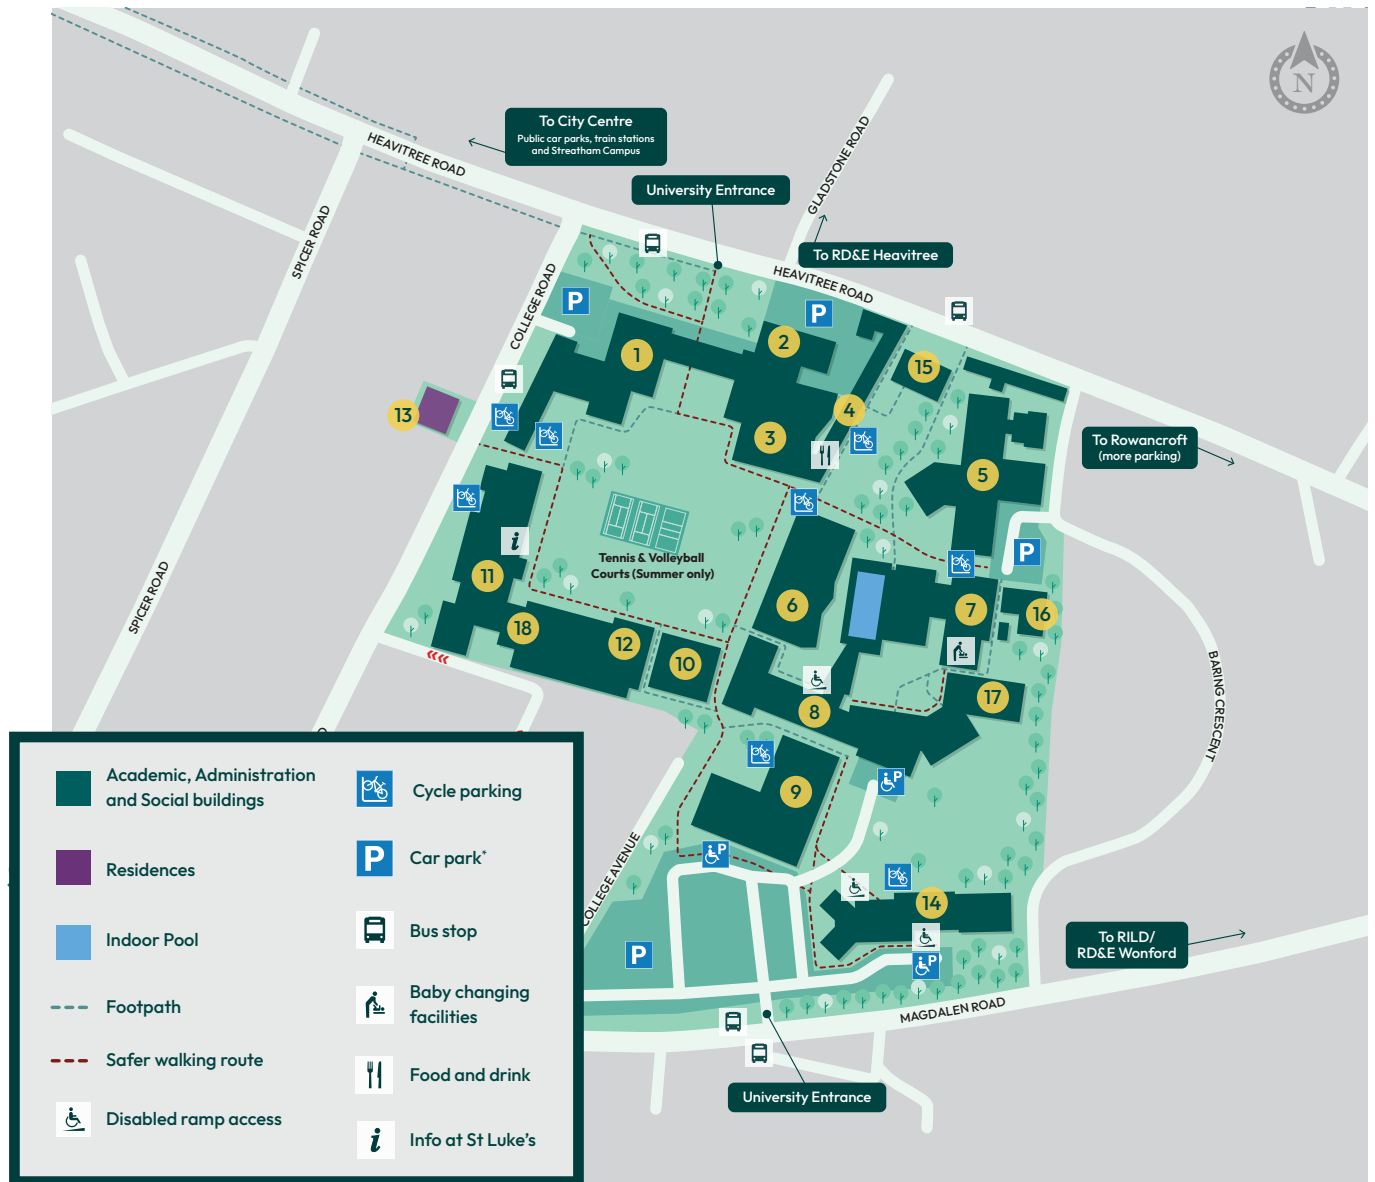 N
HEAVITREE ROAD
To City Centre
Public car parks, train stations
and Streatham Campus
University Entrance
GLADSTONE ROAD
To RD&E Heavitree
HEAVITREE ROAD
SPICER ROAD
COLLEGE ROAD
P
P
1
2
15
4
13
3
To Rowancroft
(more parking)
5
i
Tennis & Volleyball
Courts (Summer only)
P
11
6
7
16
18
12
10
SPICER ROAD
17
8
BARING CRESCENT
9
P
P
COLLEGE AVENUE
14
P
P
To RILD/
RD&E Wonford
MAGDALEN ROAD
University Entrance
Academic, Administration
and Social buildings
Residences
Indoor Pool
Footpath
Safer walking route
Disabled ramp access
Cycle parking
P
Car park*
Bus stop
Baby changing
facilities
Food and drink
i
Info at St Luke's